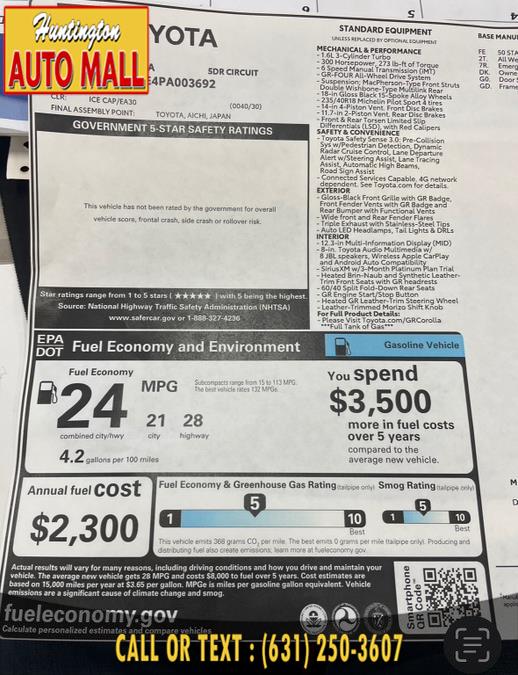 Huntington
AUTO MALL
YOTA
5DR CIRCUIT
E4PA003692
CLR: ICE CAP/EA30
(0040/30)
FINAL ASSEMBLY POINT: TOYOTA, AICHI, JAPAN
GOVERNMENT 5-STAR SAFETY RATINGS
This vehicle has not been rated by the government for overall
vehicle score, frontal crash, side crash or rollover risk.
Star ratings range from 1 to 5 stars (★★★★★) with 5 being the highest.
Source: National Highway Traffic Safety Administration (NHTSA)
www.safercar.gov or 1-888-327-4236
STANDARD EQUIPMENT
UNLESS REPLACED BY OPTIONAL EQUIPMENT
MECHANICAL & PERFORMANCE
- 1.6L 3-Cylinder Turbo
- 300 Horsepower, 273 lb-ft of Torque
- 6 Speed Manual Transmission (iMT)
- GR-FOUR All-Wheel Drive System
- Suspension: MacPherson-Type Front Struts
Double Wishbone-Type Multilink Rear
- 18-in Gloss Black 15-Spoke Alloy Wheels
- 235/40R18 Michelin Pilot Sport 4 tires
- 14-in 4-Piston Vent. Front Disc Brakes
- 11.7-in 2-Piston Vent. Rear Disc Brakes
- Front & Rear Torsen Limited Slip
Differential (LSD), with Red Calipers
SAFETY & CONVENIENCE
- Toyota Safety Sense 3.0: Pre-Collision
Sys w/Pedestrian Detection, Dynamic
Radar Cruise Control, Lane Departure
Alert w/Steering Assist, Lane Tracing
Assist, Automatic High Beams,
Road Sign Assist
- Connected Services Capable. 4G network
dependent. See Toyota.com for details.
EXTERIOR
- Gloss-Black Front Grille with GR Badge,
Front Fender Vents with GR Badge and
Rear Bumper with Functional Vents
- Wide front and Rear Fender Flares
- Triple Exhaust with Stainless-Steel Tips
- Auto LED Headlamps, Tail Lights & DRLs
INTERIOR
- 12.3-in Multi-Information Display (MID)
- 8-in. Toyota Audio Multimedia w/
8 JBL speakers, Wireless Apple CarPlay
and Android Auto Compatibility
- SiriusXM w/3-Month Platinum Plan Trial
- Heated Brin-Naub and Synthetic Leather-
Trim Front Seats with GR headrests
- 60/40 Split Fold-Down Rear Seats
- GR Engine Start/Stop Button
- Heated GR Leather-Trim Steering Wheel
- Leather-Trimmed Morizo Shift Knob
For Full Product Details:
- Please Visit Toyota.com/GRCorolla
***Full Tank of Gas***
BASE MANU
FE 50 STA
2T. All We
7R. Emerg
DK. Owne
G0. Door S
GD. Frame
EPA
DOT
Fuel Economy and Environment
Gasoline Vehicle
Fuel Economy
24
MPG
combined city/hwy
21
city
28
highway
Subcompacts range from 15 to 113 MPG.
The best vehicle rates 132 MPGe.
4.2 gallons per 100 miles
You spend
$3,500
more in fuel costs
over 5 years
compared to the
average new vehicle.
Annual fuel cost
$2,300
Fuel Economy & Greenhouse Gas Rating (tailpipe only)
5
1
10
Best
Smog Rating (tailpipe only)
5
1
10
Best
This vehicle emits 368 grams CO2 per mile. The best emits 0 grams per mile (tailpipe only). Producing and
distributing fuel also create emissions; learn more at fueleconomy.gov.
Actual results will vary for many reasons, including driving conditions and how you drive and maintain your
vehicle. The average new vehicle gets 28 MPG and costs $8,000 to fuel over 5 years. Cost estimates are
based on 15,000 miles per year at $3.65 per gallon. MPGe is miles per gasoline gallon equivalent. Vehicle
emissions are a significant cause of climate change and smog.
fueleconomy.gov
Calculate personalized estimates and compare vehicles
Smartphone
QR Code
CALL OR TEXT : (631) 250-3607